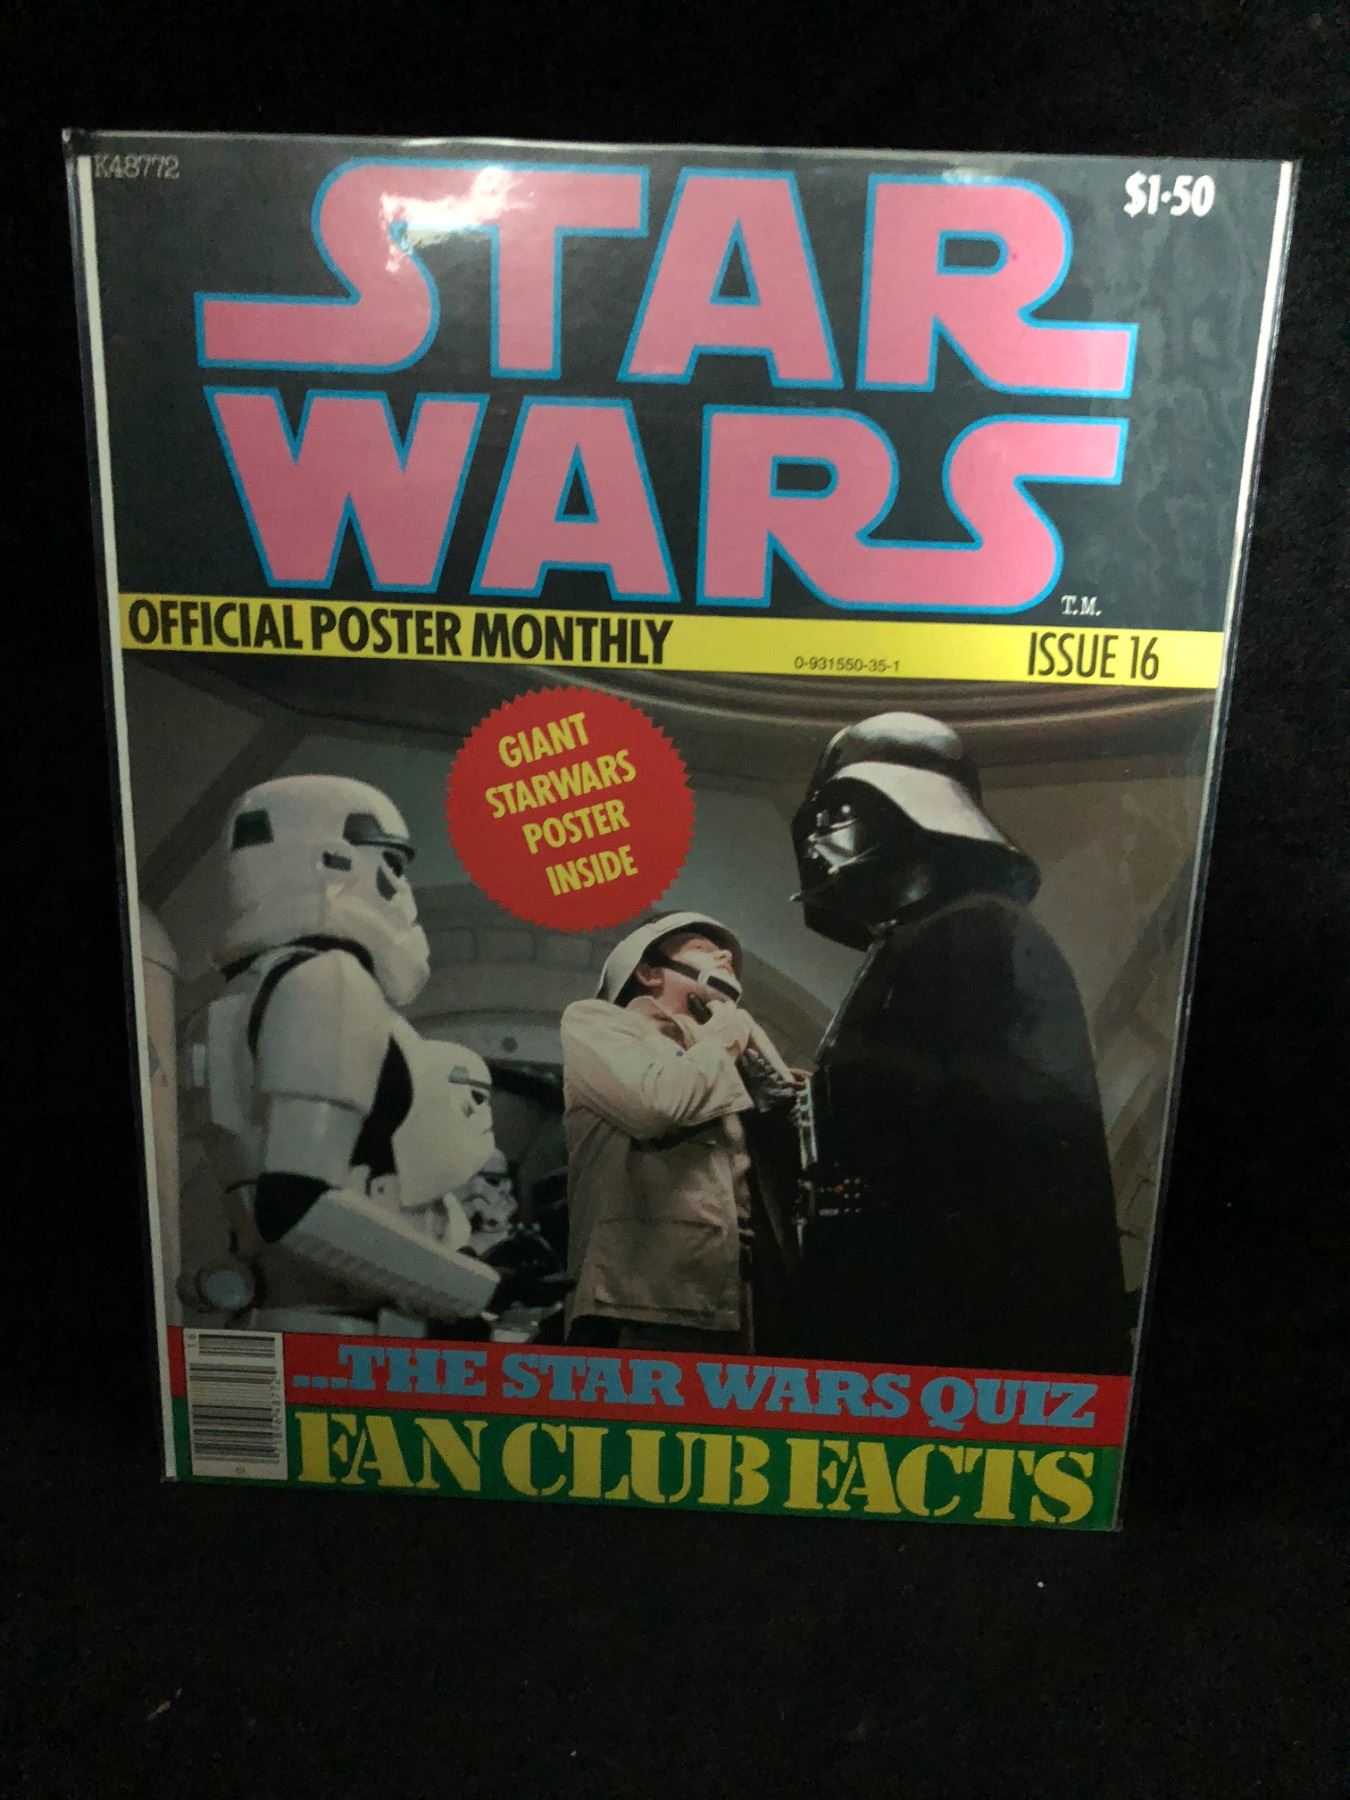 K48772
$1·50
STAR
WARS
T.M.
OFFICIAL POSTER MONTHLY
0-931550-35-1
ISSUE 16
GIANT
STARWARS
POSTER
INSIDE
...THE STAR WARS QUIZ
FAN CLUB FACTS